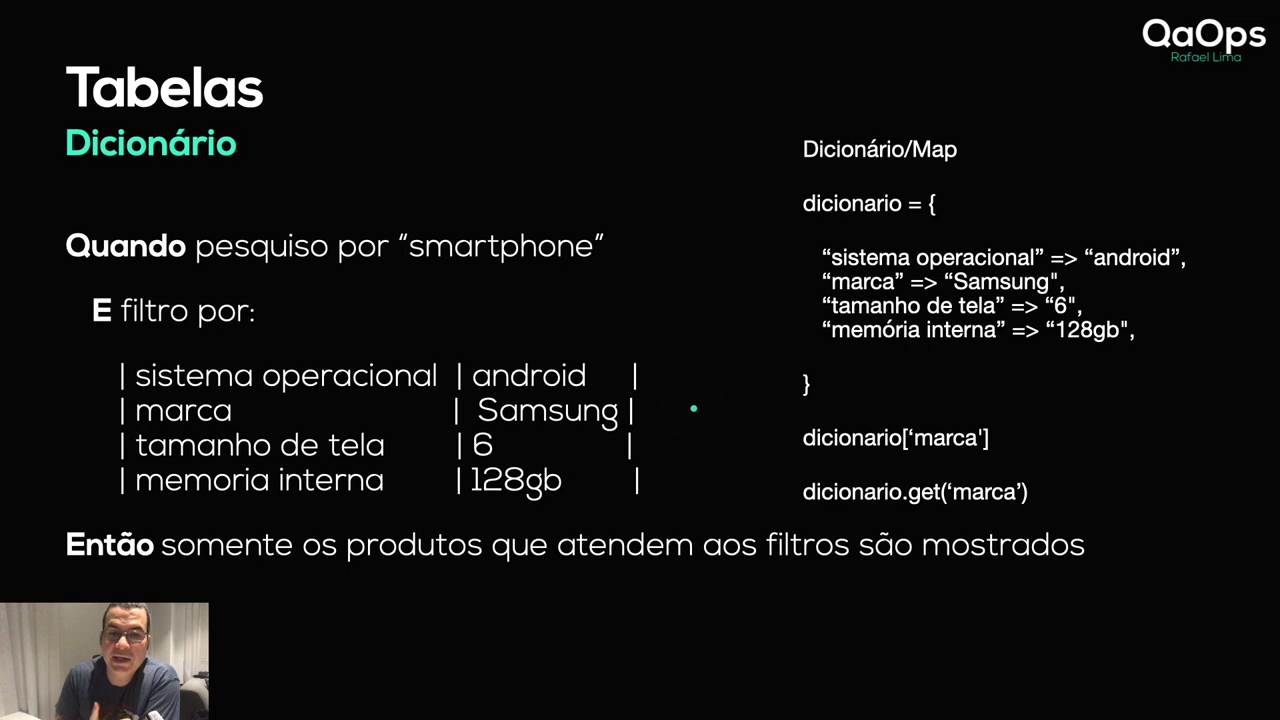 QaOps
Rafael Lima
Tabelas
Dicionário
Quando pesquiso por “smartphone”
E filtro por:
| sistema operacional | android |
| marca | Samsung |
| tamanho de tela | 6 |
| memoria interna | 128gb |
Então somente os produtos que atendem aos filtros são mostrados
Dicionário/Map
dicionario = {
“sistema operacional” => “android”,
“marca” => “Samsung",
“tamanho de tela” => “6",
“memória interna” => “128gb",
}
dicionario[‘marca']
dicionario.get(‘marca’)